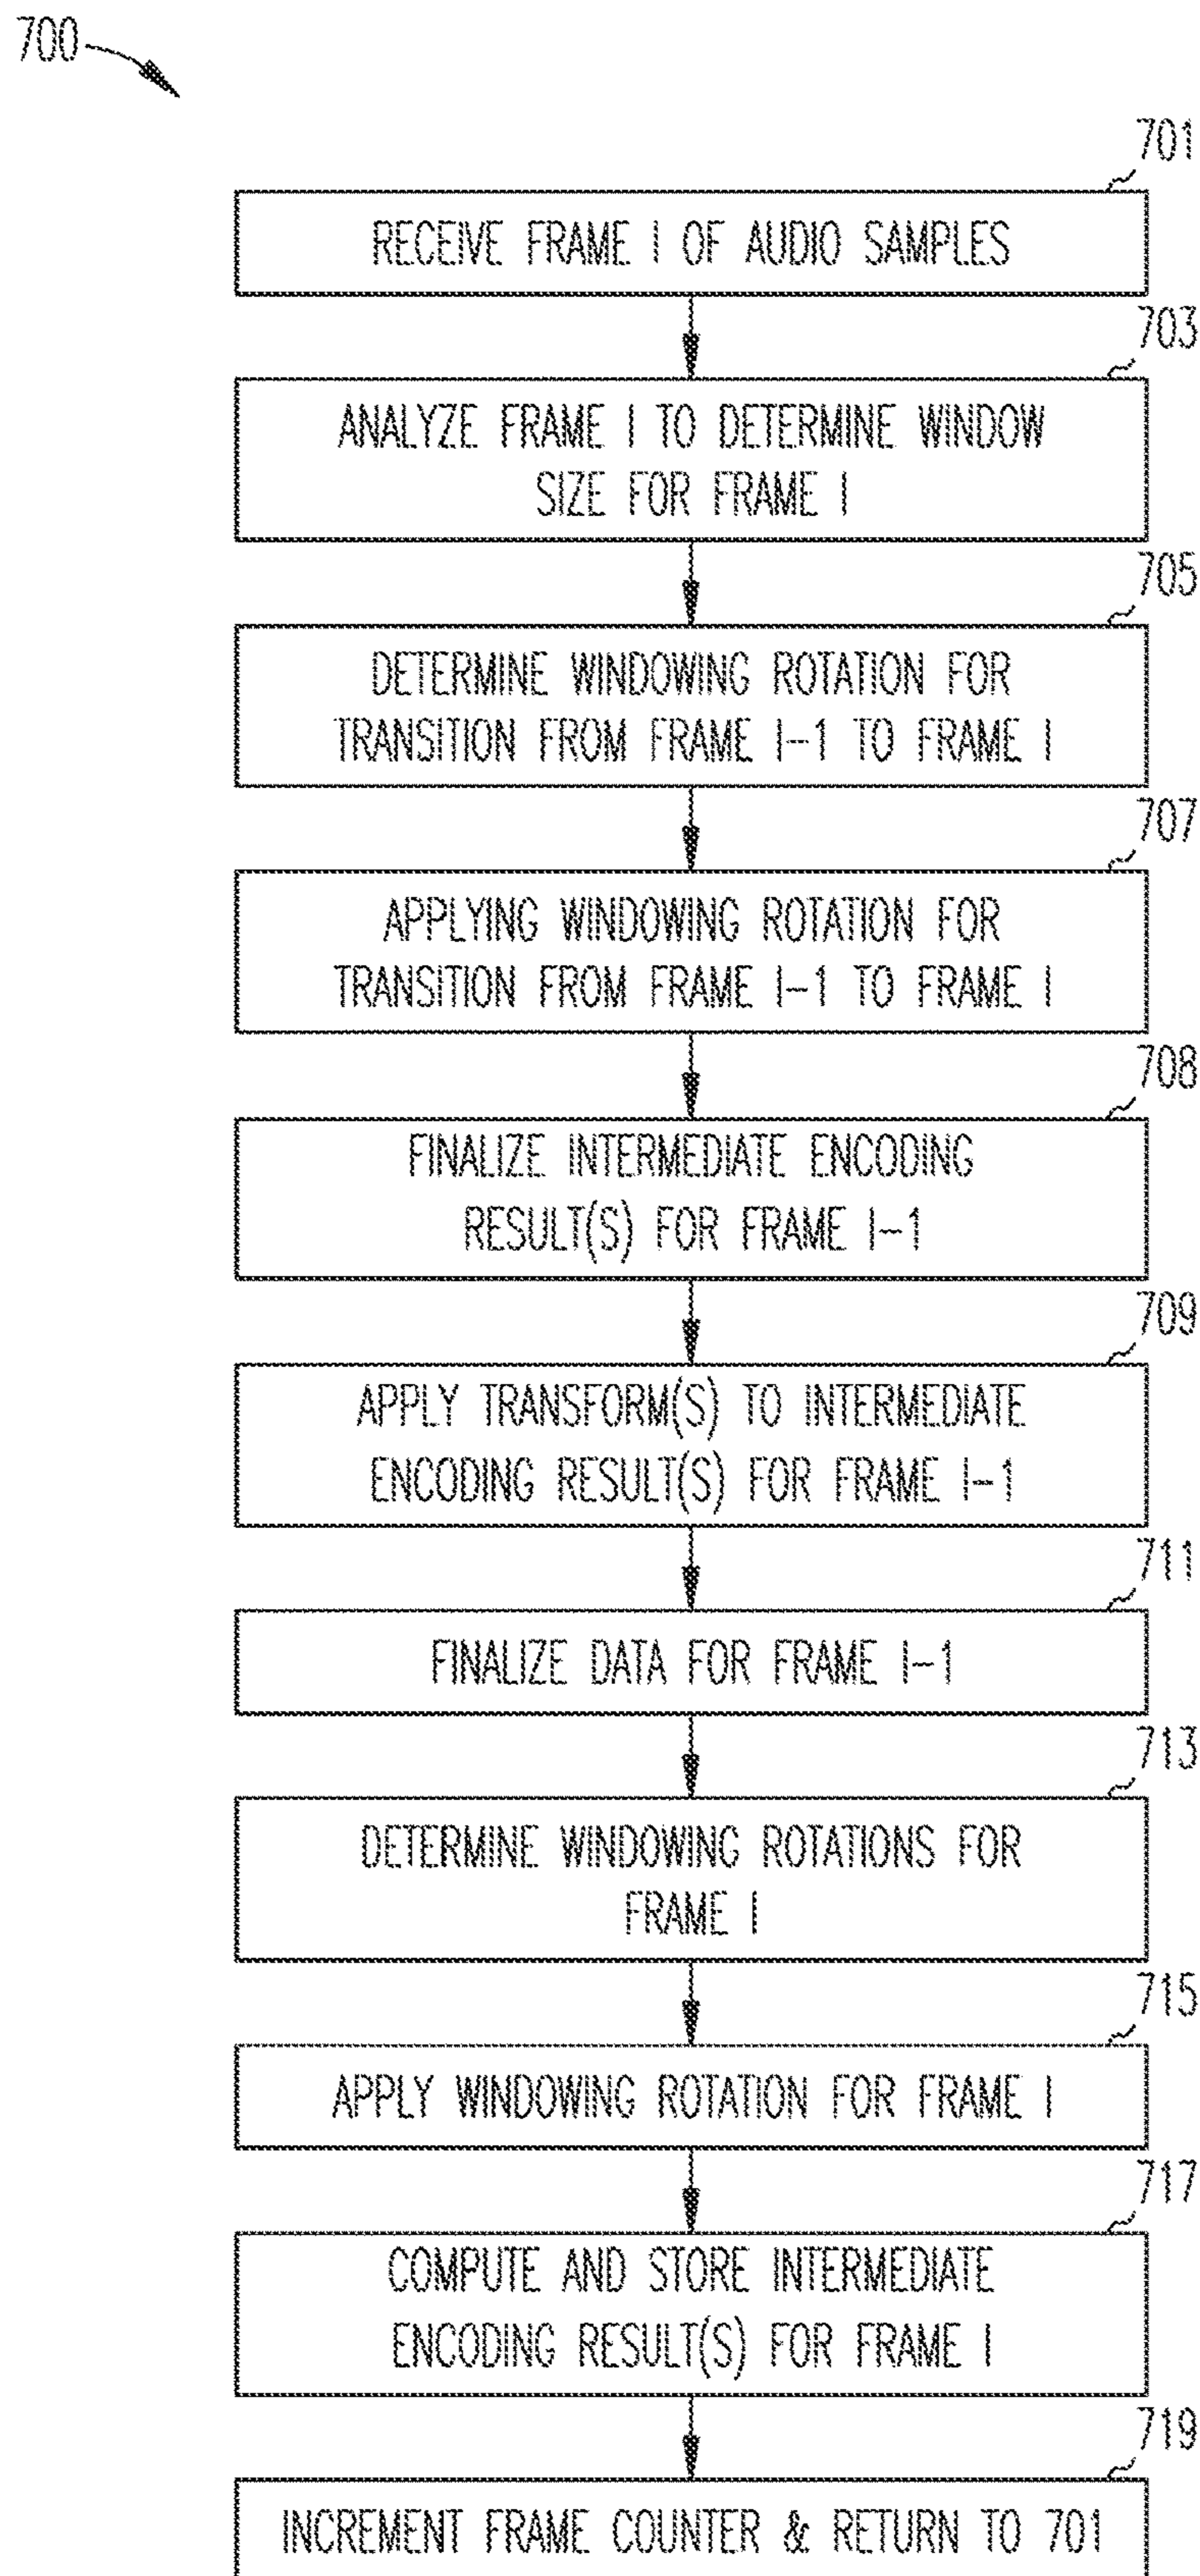 700
701
RECEIVE FRAME I OF AUDIO SAMPLES
703
ANALYZE FRAME I TO DETERMINE WINDOW
SIZE FOR FRAME I
705
DETERMINE WINDOWING ROTATION FOR
TRANSITION FROM FRAME I-1 TO FRAME I
707
APPLYING WINDOWING ROTATION FOR
TRANSITION FROM FRAME I-1 TO FRAME I
708
FINALIZE INTERMEDIATE ENCODING
RESULT(S) FOR FRAME I-1
709
APPLY TRANSFORM(S) TO INTERMEDIATE
ENCODING RESULT(S) FOR FRAME I-1
711
FINALIZE DATA FOR FRAME I-1
713
DETERMINE WINDOWING ROTATIONS FOR
FRAME I
715
APPLY WINDOWING ROTATION FOR FRAME I
717
COMPUTE AND STORE INTERMEDIATE
ENCODING RESULT(S) FOR FRAME I
719
INCREMENT FRAME COUNTER & RETURN TO 701